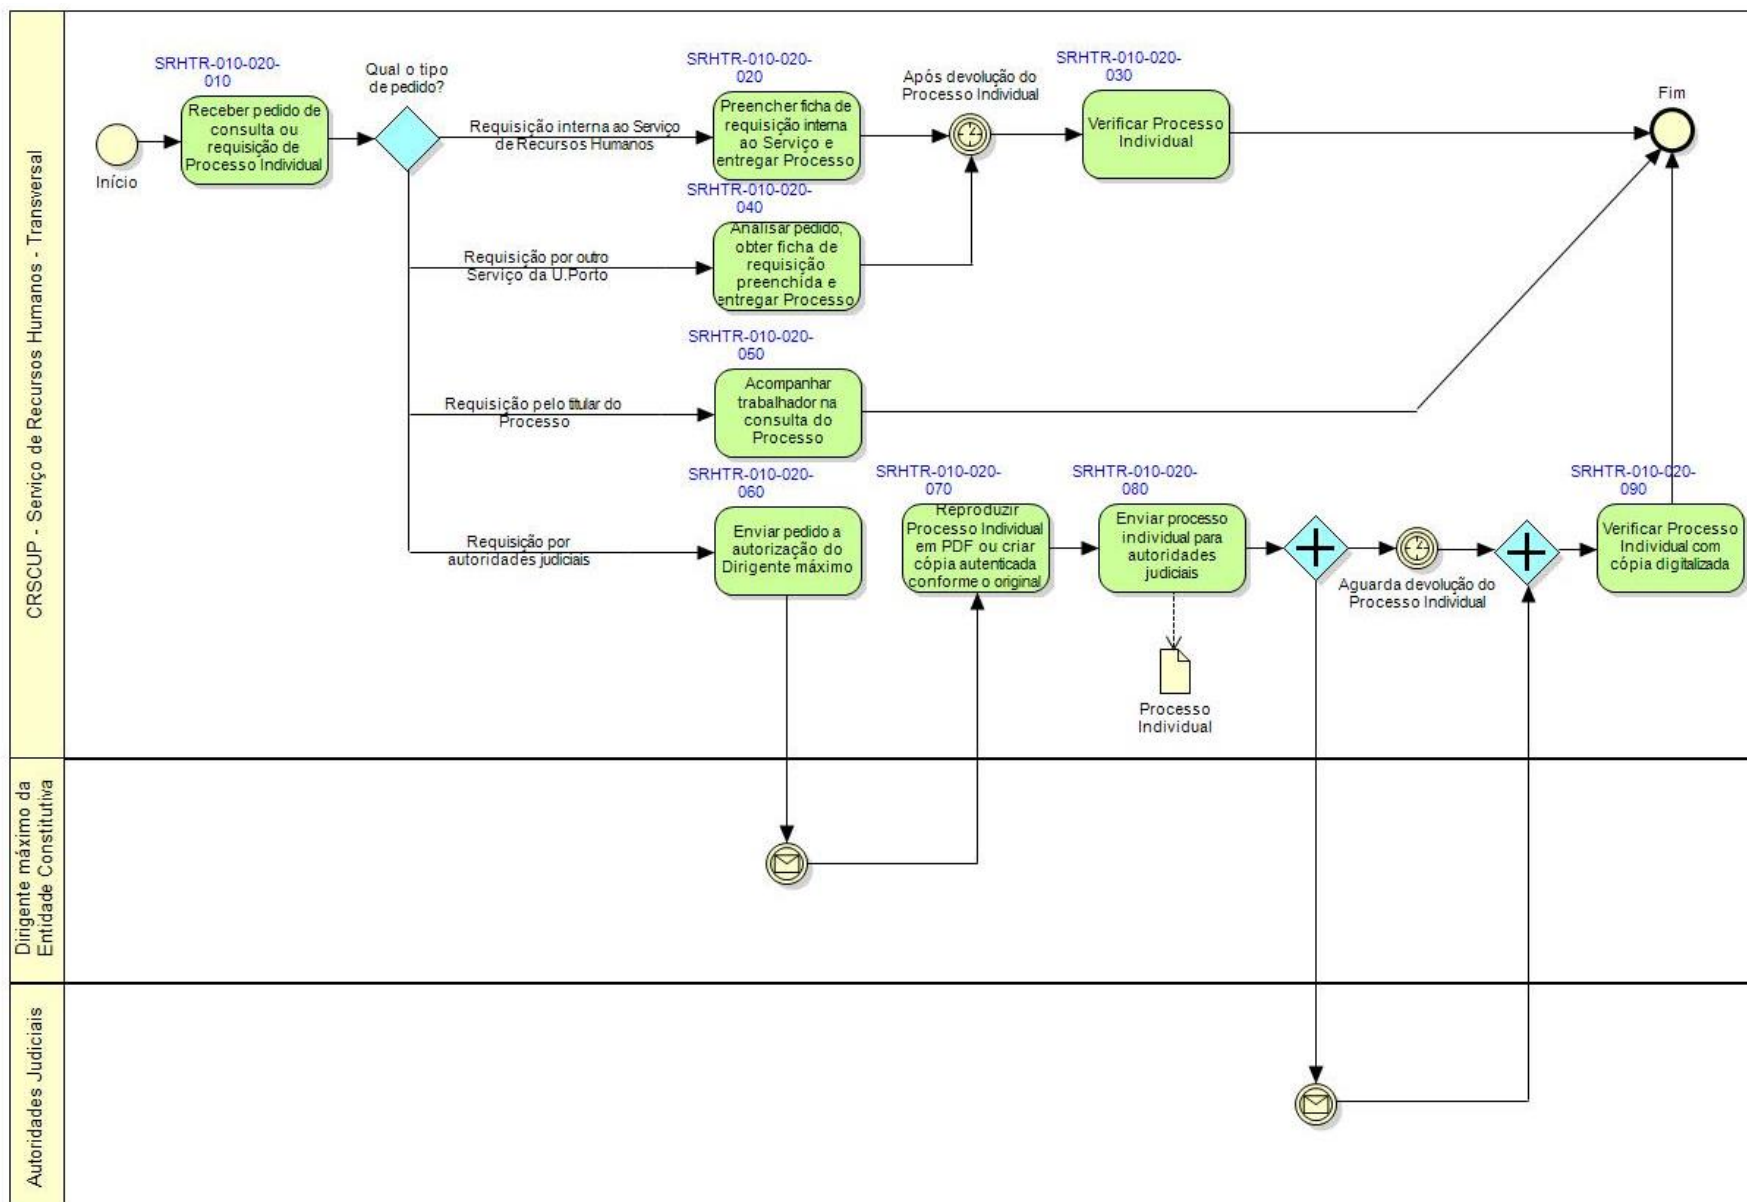 CRSCUP - Serviço de Recursos Humanos - Transversal
Início
SRHTR-010-020-
010
Receber pedido de
consulta ou
requisição de
Processo Individual
Qual o tipo
de pedido?
Requisição interna ao Serviço
de Recursos Humanos
SRHTR-010-020-
020
Preencher ficha de
requisição interna
ao Serviço e
entregar Processo
Após devolução do
Processo Individual
SRHTR-010-020-
030
Verificar Processo
Individual
Fim
Requisição por outro
Serviço da U.Porto
SRHTR-010-020-
040
Analisar pedido,
obter ficha de
requisição
preenchida e
entregar Processo
Requisição pelo titular do
Processo
SRHTR-010-020-
050
Acompanhar
trabalhador na
consulta do
Processo
Requisição por
autoridades judiciais
SRHTR-010-020-
060
Enviar pedido a
autorização do
Dirigente máximo
SRHTR-010-020-
070
Reproduzir
Processo Individual
em PDF ou criar
cópia autenticada
conforme o original
SRHTR-010-020-
080
Enviar processo
individual para
autoridades
judiciais
Processo
Individual
Aguarda devolução do
Processo Individual
SRHTR-010-020-
090
Verificar Processo
Individual com
cópia digitalizada
Dirigente máximo da
Entidade Constitutiva
Autoridades Judiciais